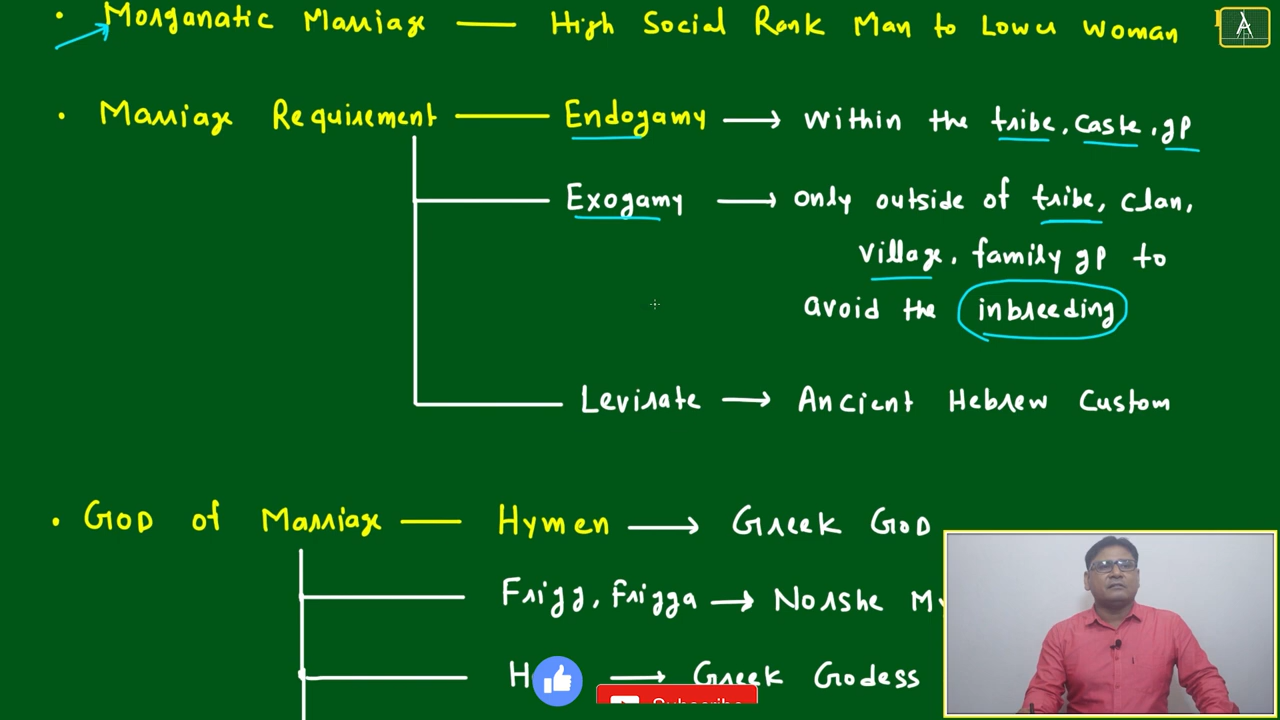 • Morganatic Marriage — High Social Rank Man to Lower Woman
• Marriage Requirement — Endogamy → Within the tribe, caste, gp
Exogamy → only outside of tribe, clan,
village, family gp to
avoid the inbreeding
Levirate → Ancient Hebrew Custom
• GOD of Marriage — Hymen → Greek GOD
Frigg, Frigga → Norshe
→ Greek Godess
Subscribe